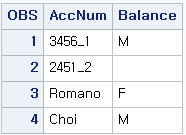 OBS AccNum Balance
1 3456_1 M
2 2451_2
3 Romano F
4 Choi M